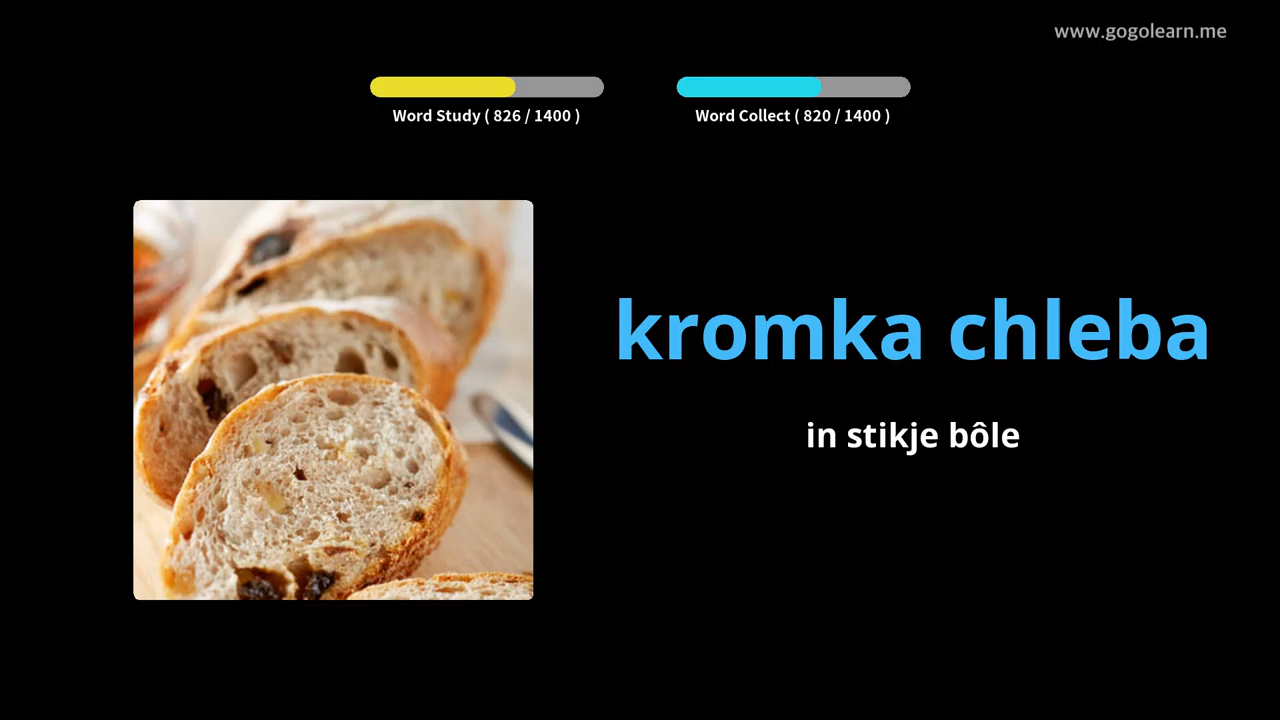 www.gogolearn.me
Word Study ( 826 / 1400 )
Word Collect ( 820 / 1400 )
kromka chleba
in stikje bôle